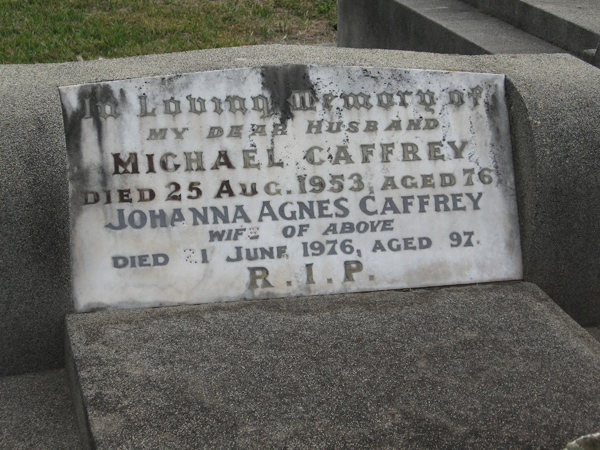 In Loving Memory of.
MY DEAR HUSBAND
MICHAEL CAFFREY
DIED 25 AUG. 1953, AGED 76.
JOHANNA AGNES CAFFREY
WIFE OF ABOVE
DIED 21 JUNE 1976, AGED 97.
R.I.P.